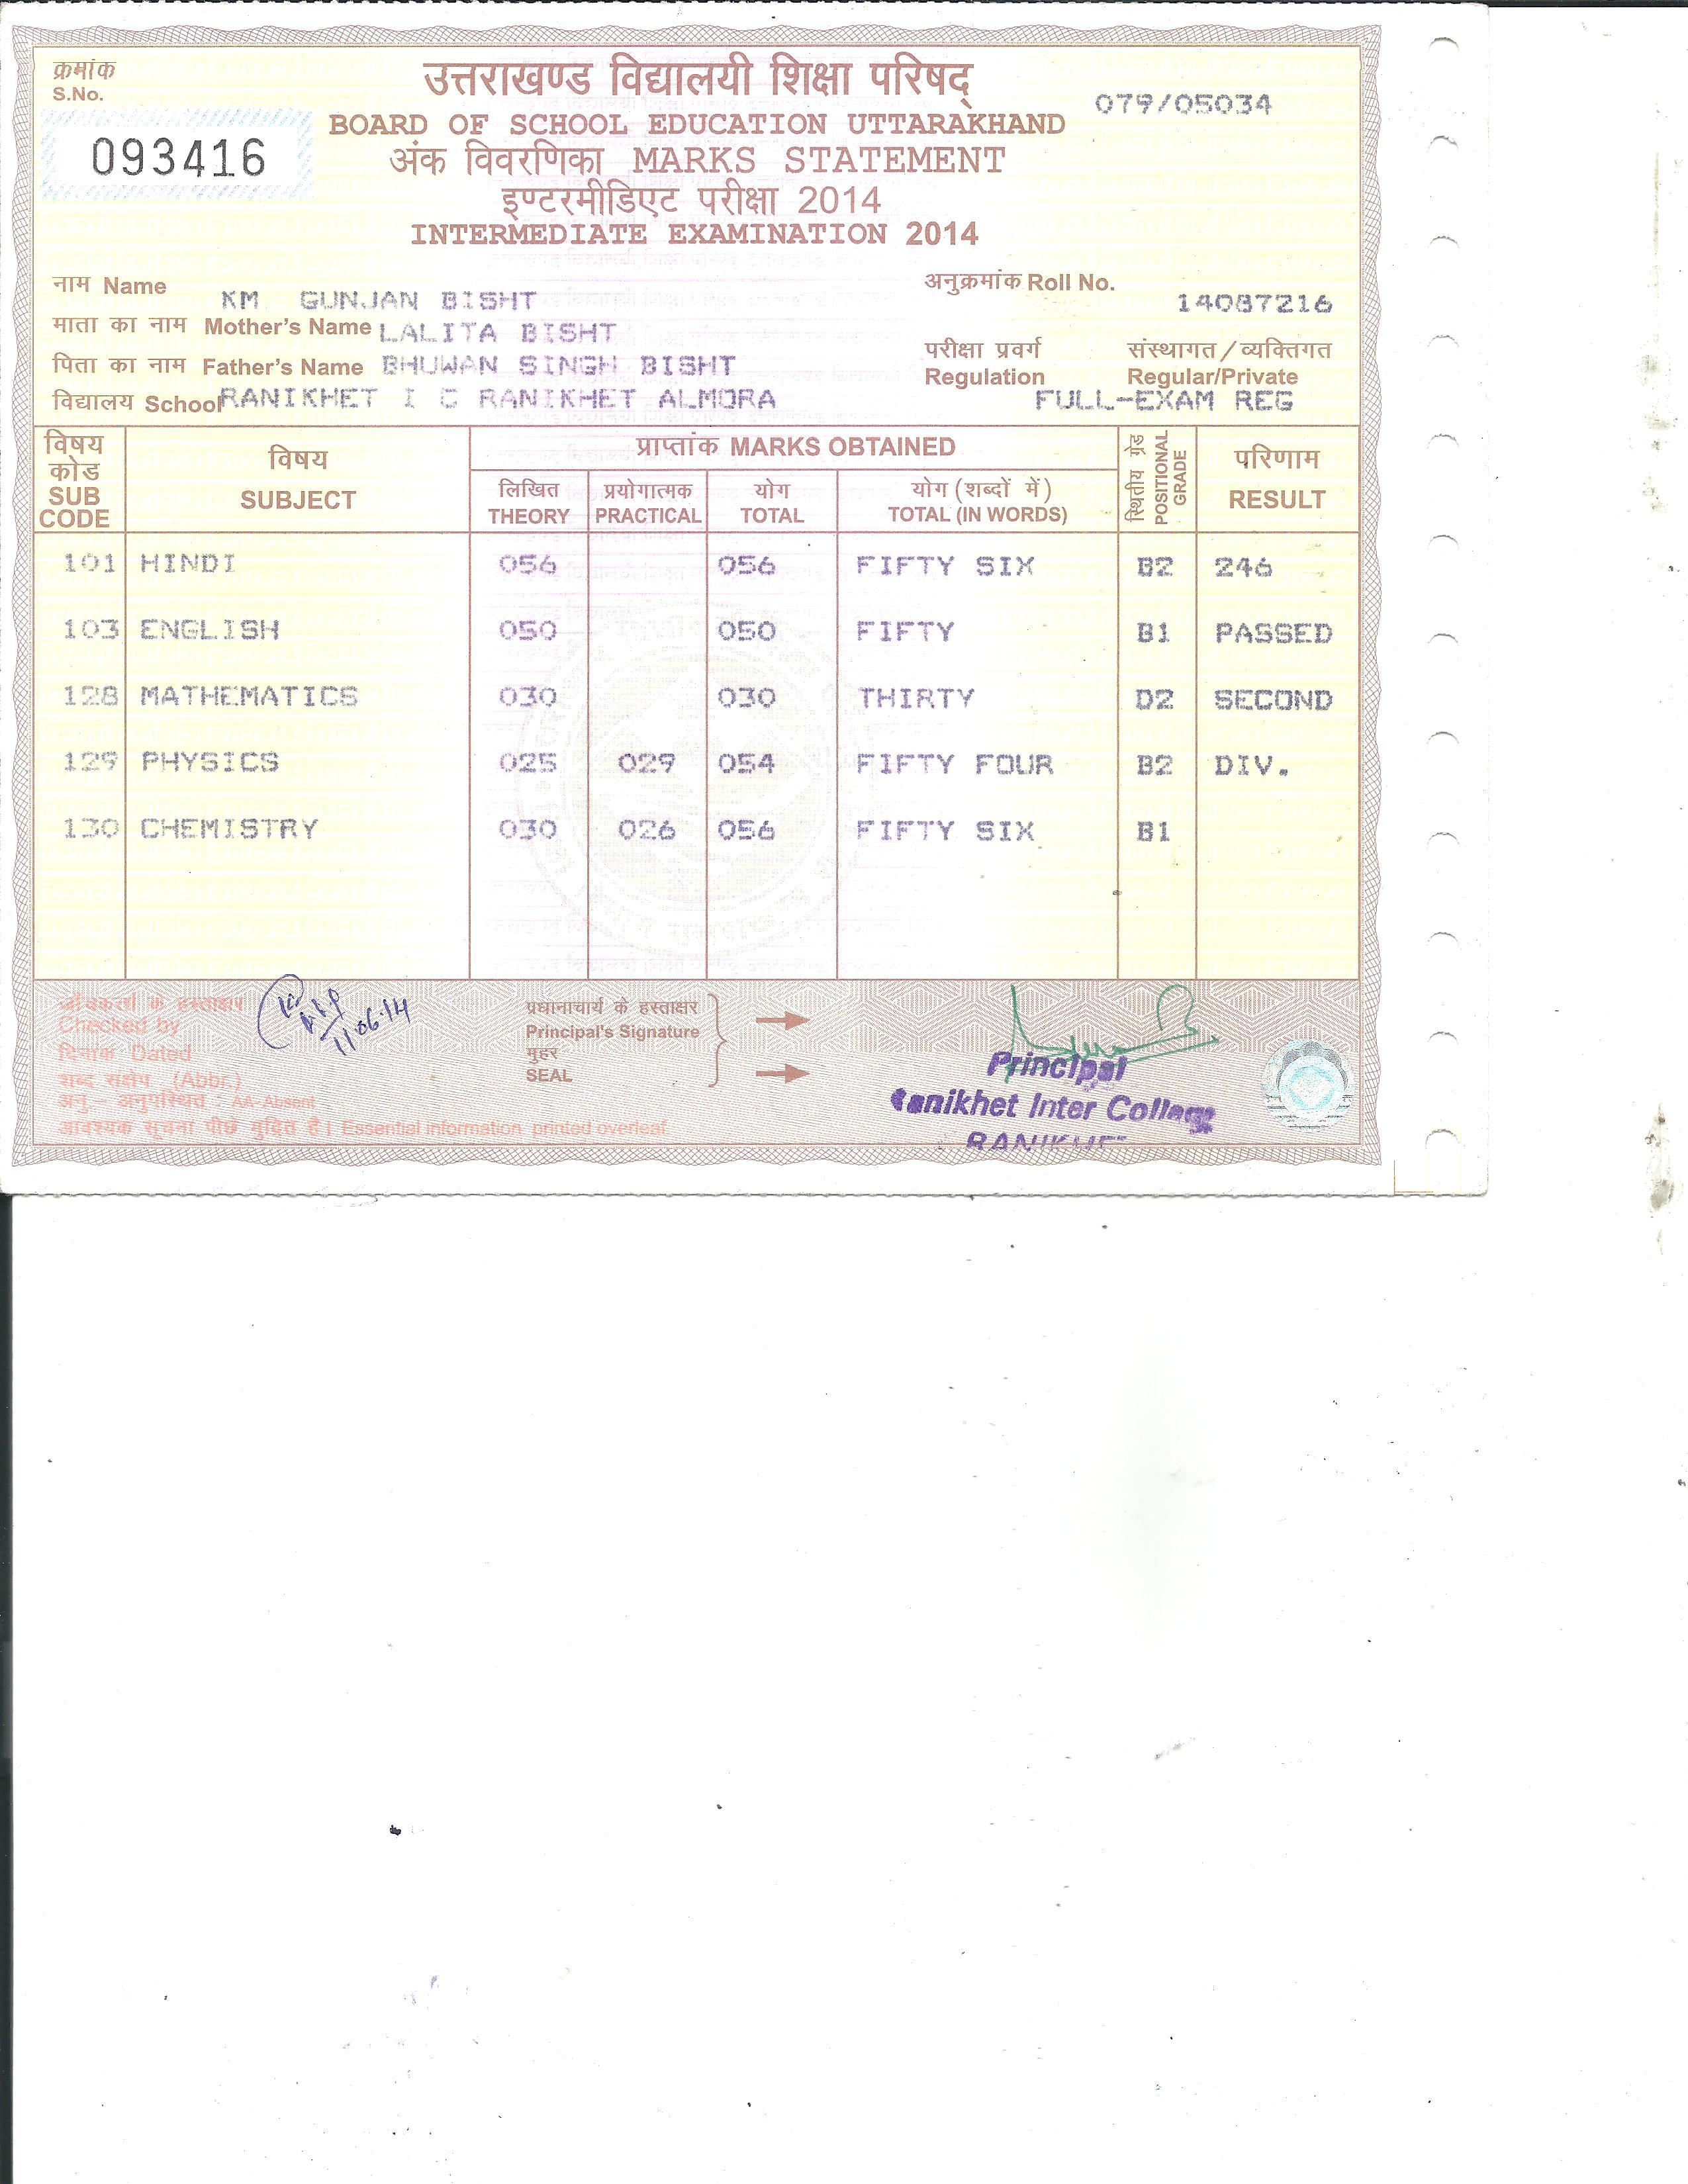 क्रमांक
S.No.
093416
उत्तराखण्ड विद्यालयी शिक्षा परिषद्
079/05034
BOARD OF SCHOOL EDUCATION UTTARAKHAND
अंक विवरणिका MARKS STATEMENT
इण्टरमीडिएट परीक्षा 2014
INTERMEDIATE EXAMINATION 2014
नाम Name KM GUNJAN BISHT
अनुक्रमांक Roll No. 14087216
माता का नाम Mother's Name LALITA BISHT
पिता का नाम Father's Name BHUWAN SINGH BISHT
परीक्षा प्रवर्ग संस्थागत/व्यक्तिगत
Regulation Regular/Private
विद्यालय School RANIKHET I C RANIKHET ALMORA
FULL-EXAM REG
विषय कोड SUB CODE
विषय SUBJECT
प्राप्तांक MARKS OBTAINED
लिखित THEORY
प्रयोगात्मक PRACTICAL
योग TOTAL
योग (शब्दों में) TOTAL (IN WORDS)
स्थितीय ग्रेड POSITIONAL GRADE
परिणाम RESULT
101 HINDI 056 056 FIFTY SIX B2 246
103 ENGLISH 050 050 FIFTY B1 PASSED
128 MATHEMATICS 030 030 THIRTY D2 SECOND
129 PHYSICS 025 029 054 FIFTY FOUR B2 DIV.
130 CHEMISTRY 030 026 056 FIFTY SIX B1
जाँचकर्ता के हस्ताक्षर
Checked by
दिनांक Dated
11.06.14
शब्द संक्षेप (Abbr.)
अनु.- अनुपस्थित : AA-Absent
आवश्यक सूचना पीछे मुद्रित है। Essential information printed overleaf
प्रधानाचार्य के हस्ताक्षर
Principal's Signature
मुहर
SEAL
Principal
Ranikhet Inter College